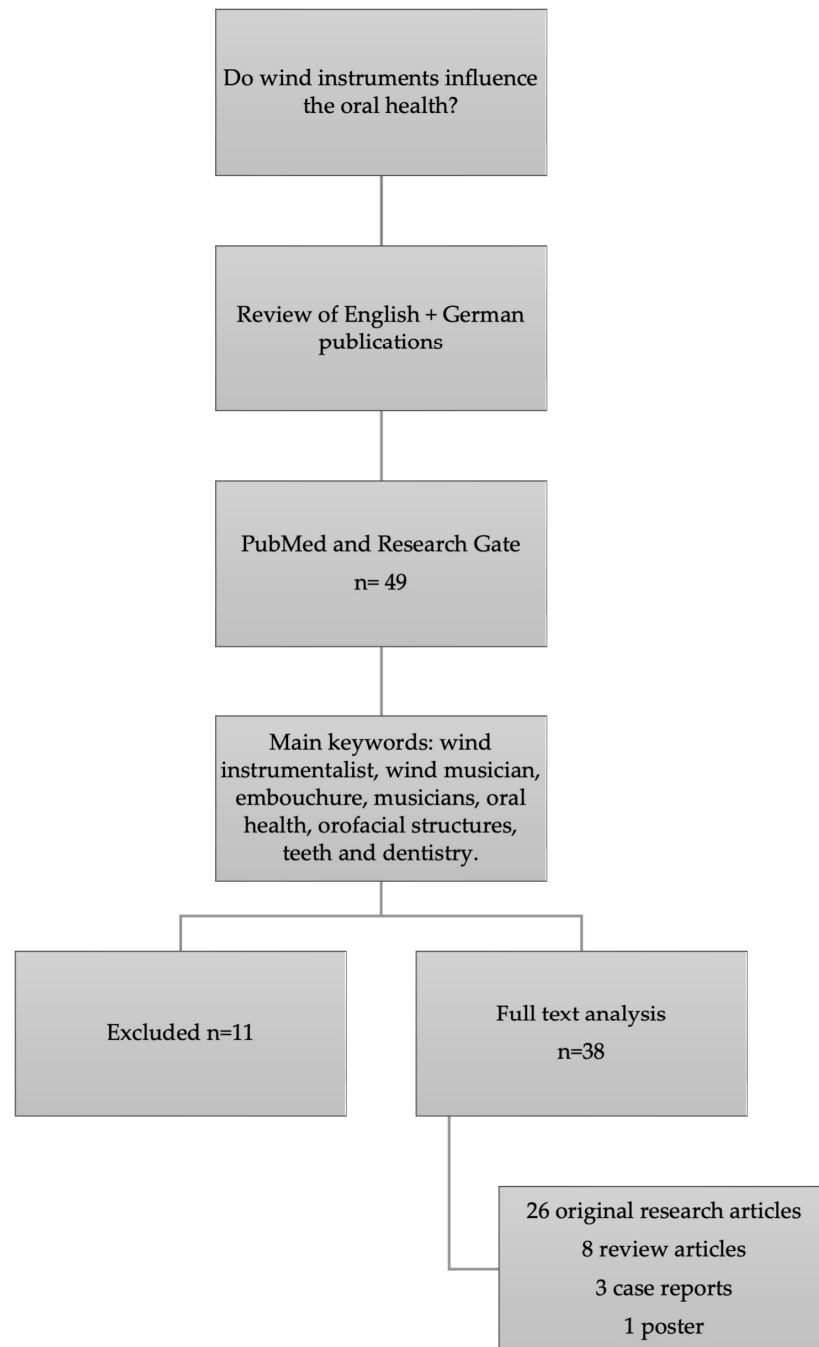 Do wind instruments influence
the oral health?
Review of English + German
publications
PubMed and Research Gate
n= 49
Main keywords: wind
instrumentalist, wind musician,
embouchure, musicians, oral
health, orofacial structures,
teeth and dentistry.
Excluded n=11
Full text analysis
n=38
26 original research articles
8 review articles
3 case reports
1 poster